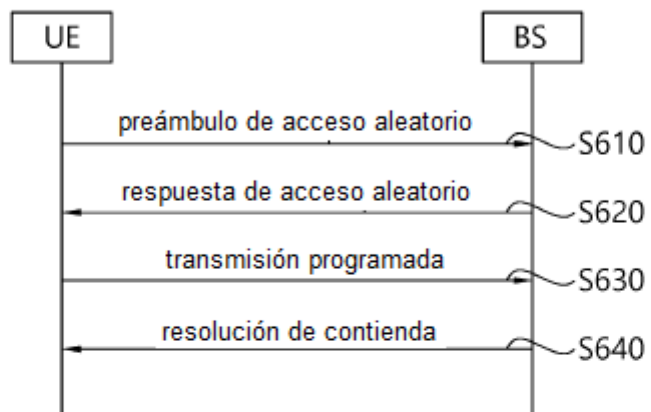 UE
BS
preámbulo de acceso aleatorio
S610
respuesta de acceso aleatorio
S620
transmisión programada
S630
resolución de contienda
S640